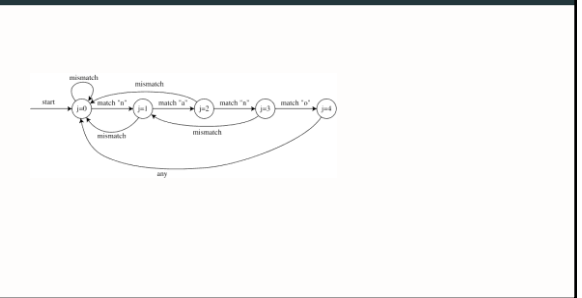 mismatch
mismatch
start
match "n"
match "a"
match "n"
match "o"
j=0
j=1
j=2
j=3
j=4
mismatch
mismatch
any